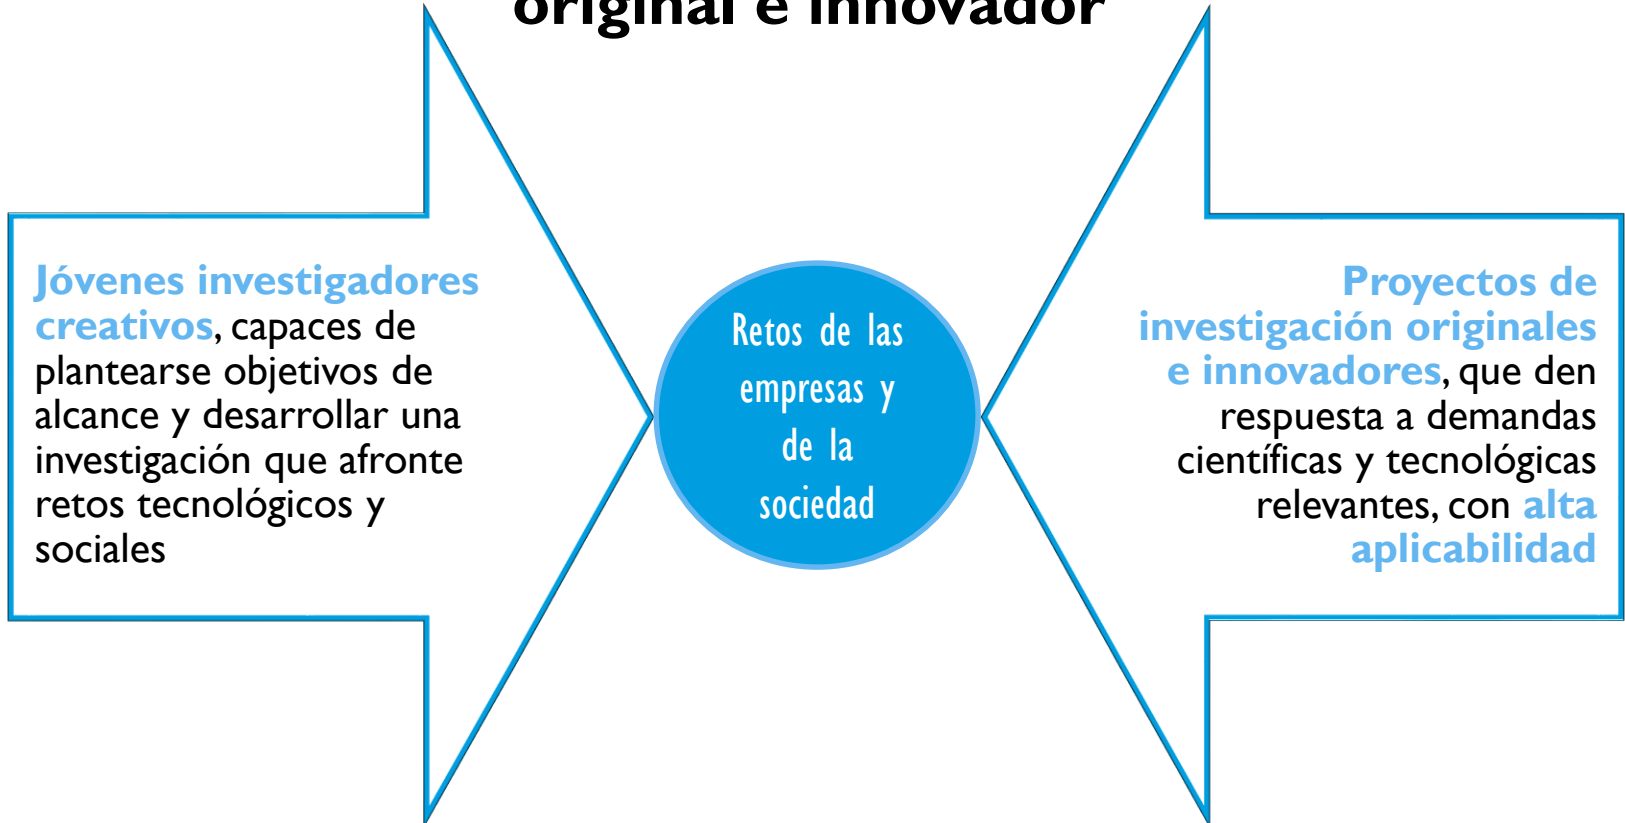 original e innovador
Jóvenes investigadores
creativos, capaces de
plantearse objetivos de
alcance y desarrollar una
investigación que afronte
retos tecnológicos y
sociales
Retos de las
empresas y
de la
sociedad
Proyectos de
investigación originales
e innovadores, que den
respuesta a demandas
científicas y tecnológicas
relevantes, con alta
aplicabilidad